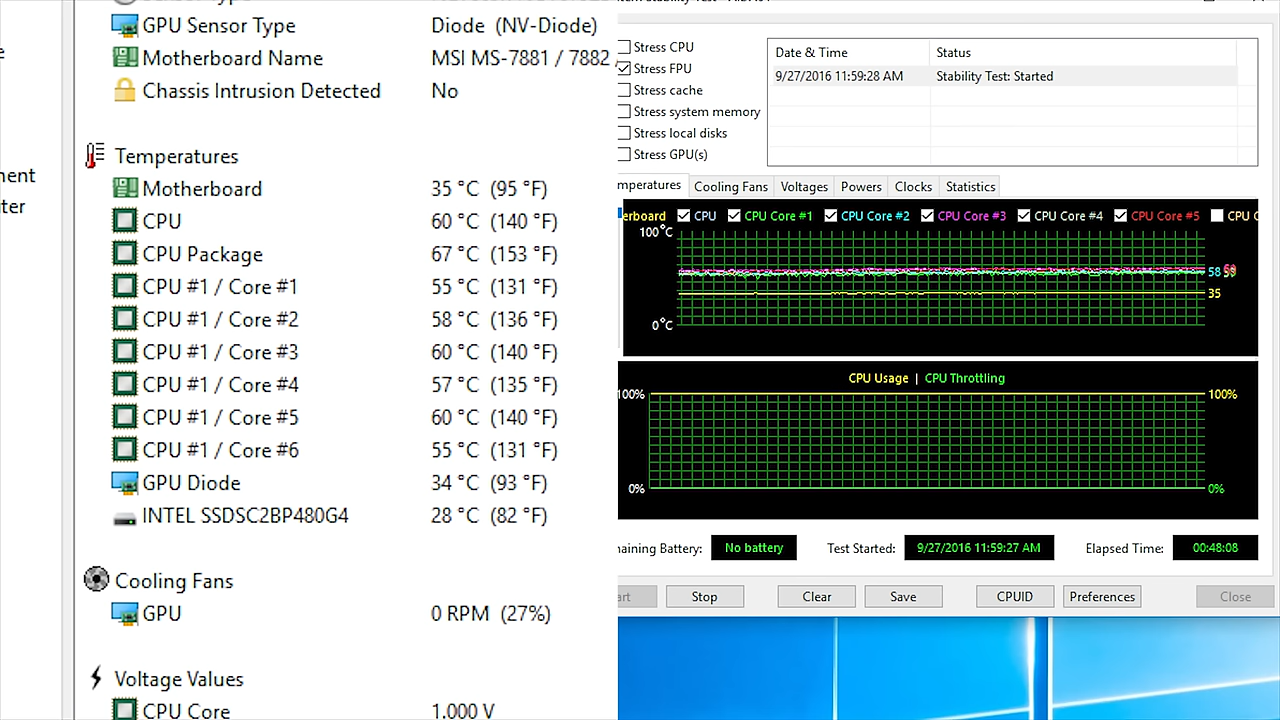 GPU Sensor Type Diode (NV-Diode)
Motherboard Name MSI MS-7881 / 7882
Chassis Intrusion Detected No
Temperatures
Motherboard 35 °C (95 °F)
CPU 60 °C (140 °F)
CPU Package 67 °C (153 °F)
CPU #1 / Core #1 55 °C (131 °F)
CPU #1 / Core #2 58 °C (136 °F)
CPU #1 / Core #3 60 °C (140 °F)
CPU #1 / Core #4 57 °C (135 °F)
CPU #1 / Core #5 60 °C (140 °F)
CPU #1 / Core #6 55 °C (131 °F)
GPU Diode 34 °C (93 °F)
INTEL SSDSC2BP480G4 28 °C (82 °F)
Cooling Fans
GPU 0 RPM (27%)
Voltage Values
CPU Core 1.000 V
Stress CPU
Stress FPU
Stress cache
Stress system memory
Stress local disks
Stress GPU(s)
Date & Time Status
9/27/2016 11:59:28 AM Stability Test: Started
mperatures Cooling Fans Voltages Powers Clocks Statistics
erboard CPU CPU Core #1 CPU Core #2 CPU Core #3 CPU Core #4 CPU Core #5 CPU
100°C
58
35
0°C
CPU Usage | CPU Throttling
100% 100%
0% 0%
aining Battery: No battery Test Started: 9/27/2016 11:59:27 AM Elapsed Time: 00:48:08
art Stop Clear Save CPUID Preferences Close